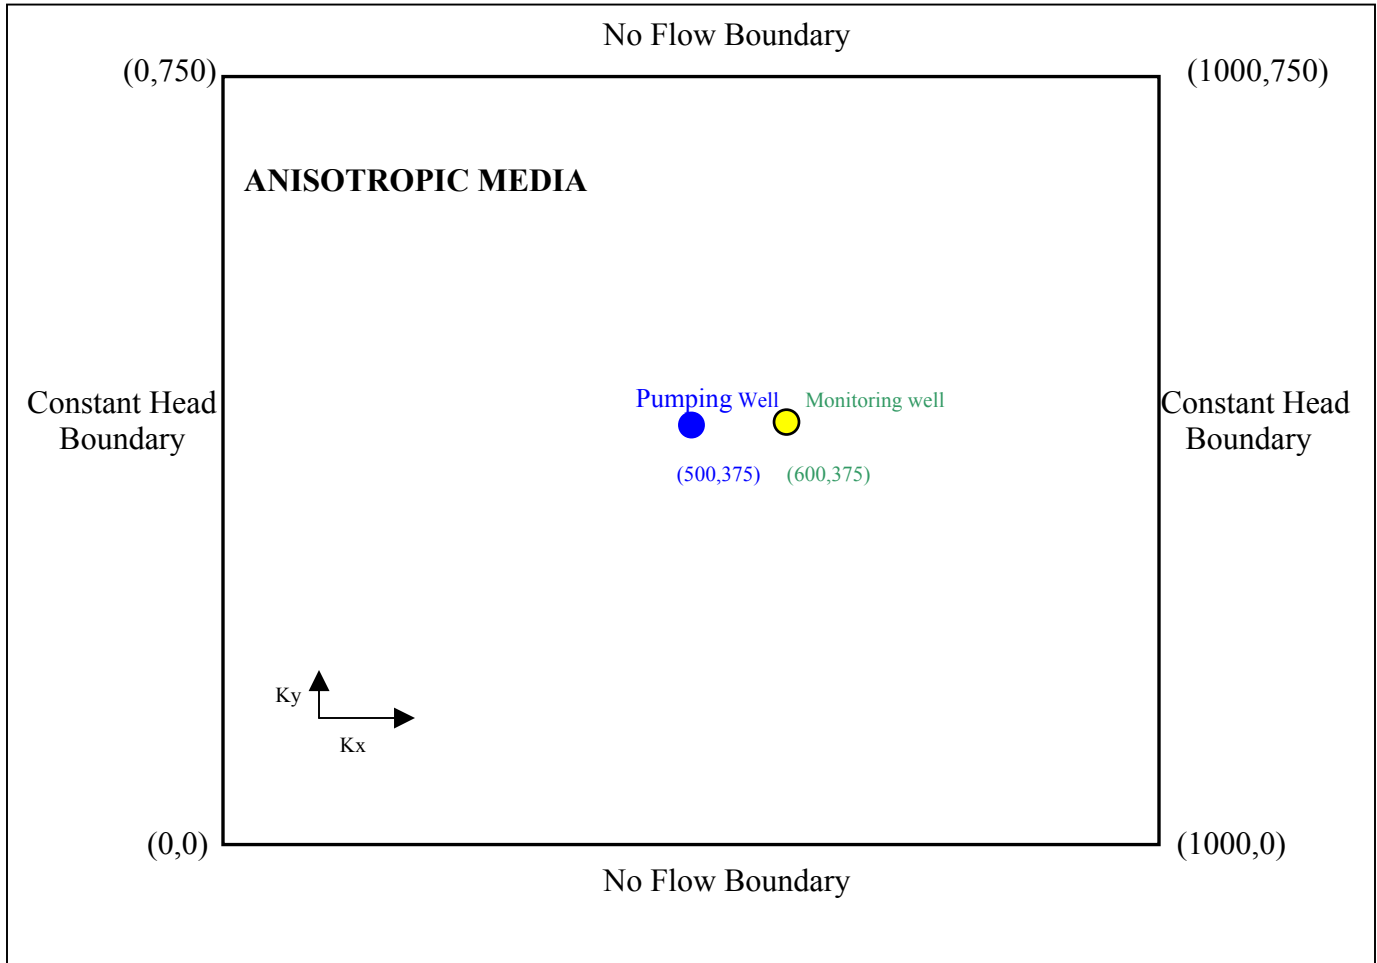 No Flow Boundary
(0,750)
(1000,750)
ANISOTROPIC MEDIA
Constant Head
Boundary
Pumping Well
Monitoring well
Constant Head
Boundary
(500,375)
(600,375)
Ky
Kx
(0,0)
(1000,0)
No Flow Boundary